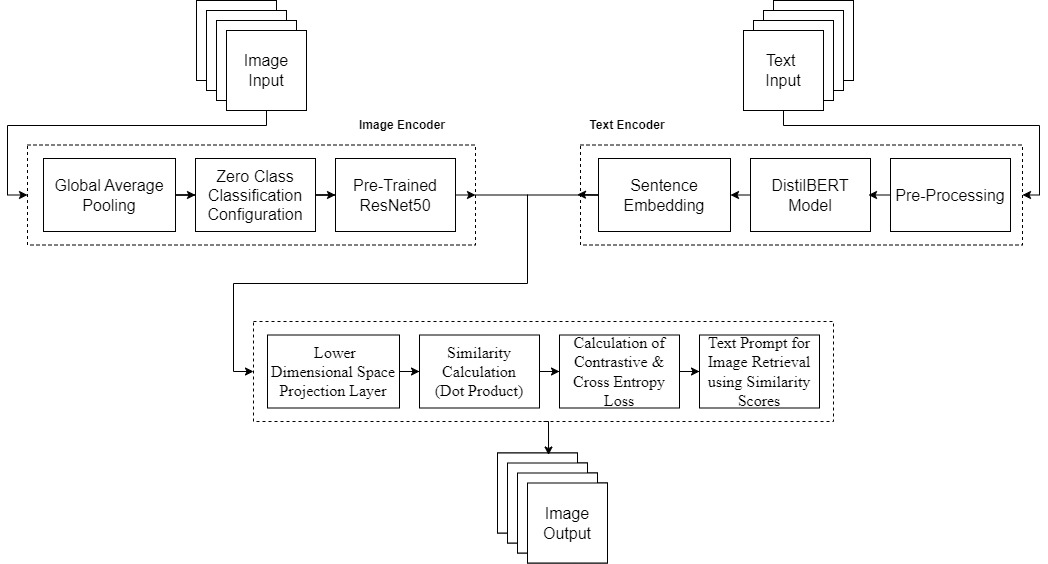 Image
Input
Text
Input
Image Encoder
Text Encoder
Global Average
Pooling
Zero Class
Classification
Configuration
Pre-Trained
ResNet50
Sentence
Embedding
DistilBERT
Model
Pre-Processing
Lower
Dimensional Space
Projection Layer
Similarity
Calculation
(Dot Product)
Calculation of
Contrastive &
Cross Entropy
Loss
Text Prompt for
Image Retrieval
using Similarity
Scores
Image
Output